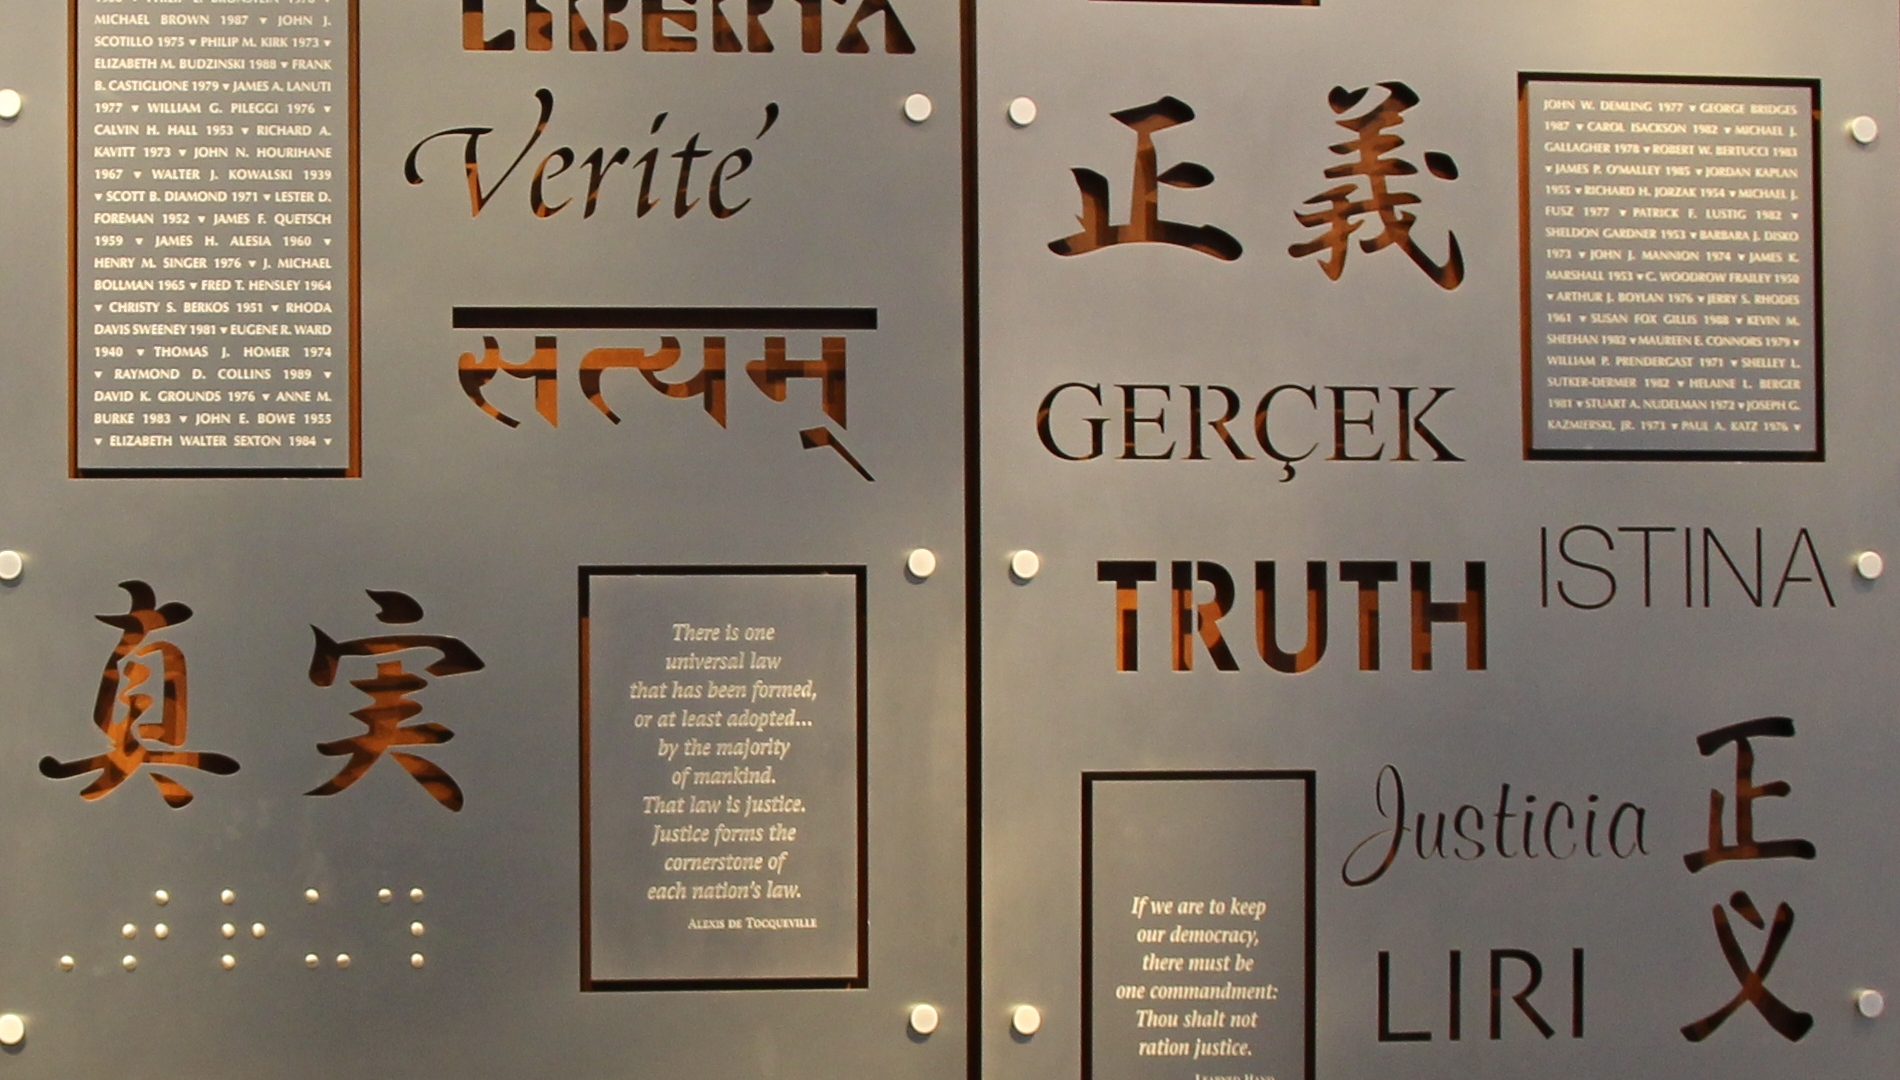 MICHAEL BROWN 1987 ▾ JOHN J.
SCOTILLO 1975 ▾ PHILIP M. KIRK 1973 ▾
ELIZABETH M. BUDZINSKI 1988 ▾ FRANK
B. CASTIGLIONE 1979 ▾ JAMES A. LANUTI
1977 ▾ WILLIAM G. PILEGGI 1976 ▾
CALVIN H. HALL 1953 ▾ RICHARD A.
KAVITT 1973 ▾ JOHN N. HOURIHANE
1967 ▾ WALTER J. KOWALSKI 1939
▾ SCOTT B. DIAMOND 1971 ▾ LESTER D.
FOREMAN 1952 ▾ JAMES F. QUETSCH
1959 ▾ JAMES H. ALESIA 1960 ▾
HENRY M. SINGER 1976 ▾ J. MICHAEL
BOLLMAN 1965 ▾ FRED T. HENSLEY 1964
▾ CHRISTY S. BERKOS 1951 ▾ RHODA
DAVIS SWEENEY 1981 ▾ EUGENE R. WARD
1940 ▾ THOMAS J. HOMER 1974
▾ RAYMOND D. COLLINS 1989 ▾
DAVID K. GROUNDS 1976 ▾ ANNE M.
BURKE 1983 ▾ JOHN E. BOWE 1955
▾ ELIZABETH WALTER SEXTON 1984 ▾
LIBERTA
Verité
सत्यम्
真実
There is one
universal law
that has been formed,
or at least adopted...
by the majority
of mankind.
That law is justice.
Justice forms the
cornerstone of
each nation's law.
ALEXIS DE TOCQUEVILLE
⠠⠞⠗⠥⠹
正義
JOHN W. DEMLING 1977 ▾ GEORGE BRIDGES
1987 ▾ CAROL ISACKSON 1982 ▾ MICHAEL J.
GALLAGHER 1978 ▾ ROBERT W. BERTUCCI 1983
▾ JAMES P. O'MALLEY 1985 ▾ JORDAN KAPLAN
1955 ▾ RICHARD H. JORZAK 1954 ▾ MICHAEL J.
FUSZ 1977 ▾ PATRICK F. LUSTIG 1982 ▾
SHELDON GARDNER 1953 ▾ BARBARA J. DISKO
1973 ▾ JOHN J. MANNION 1974 ▾ JAMES K.
MARSHALL 1953 ▾ C. WOODROW FRAILEY 1950
▾ ARTHUR J. BOYLAN 1976 ▾ JERRY S. RHODES
1961 ▾ SUSAN FOX GILLIS 1988 ▾ KEVIN M.
SHEEHAN 1982 ▾ MAUREEN E. CONNORS 1979 ▾
WILLIAM P. PRENDERGAST 1971 ▾ SHELLEY L.
SUTKER-DERMER 1982 ▾ HELAINE L. BERGER
1981 ▾ STUART A. NUDELMAN 1972 ▾ JOSEPH G.
KAZMIERSKI, JR. 1973 ▾ PAUL A. KATZ 1976 ▾
GERÇEK
ISTINA
TRUTH
Justicia
正义
LIRI
If we are to keep
our democracy,
there must be
one commandment:
Thou shalt not
ration justice.
LEARNED HAND